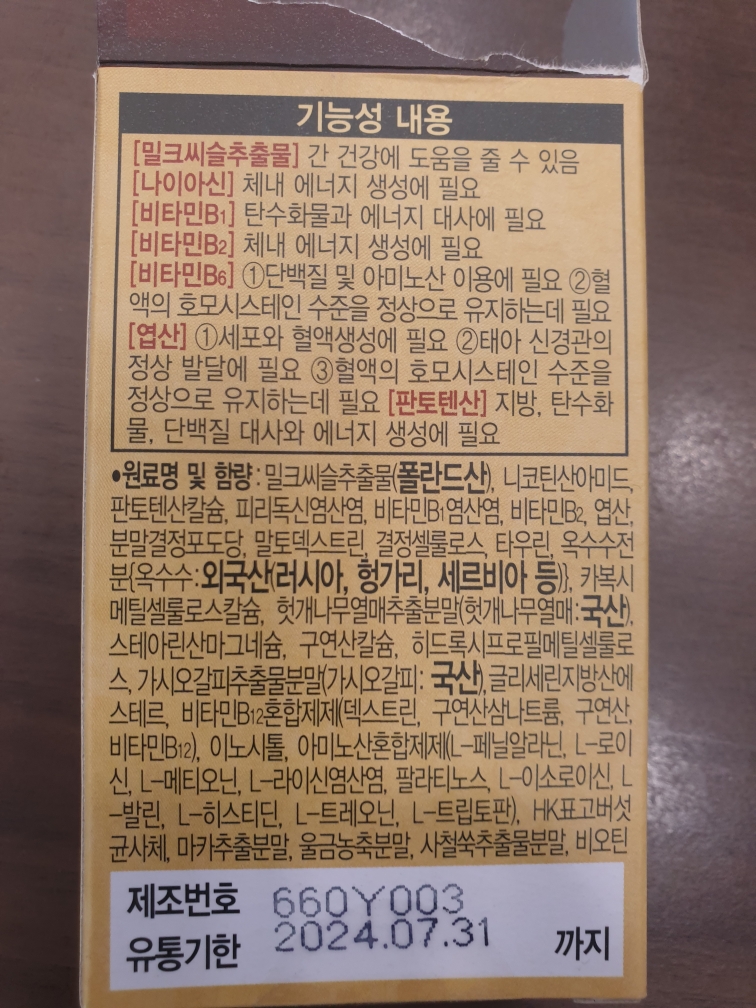 기능성 내용
[밀크씨슬추출물] 간 건강에 도움을 줄 수 있음
[나이아신] 체내 에너지 생성에 필요
[비타민B1] 탄수화물과 에너지 대사에 필요
[비타민B2] 체내 에너지 생성에 필요
[비타민B6] ①단백질 및 아미노산 이용에 필요 ②혈
액의 호모시스테인 수준을 정상으로 유지하는데 필요
[엽산] ①세포와 혈액생성에 필요 ②태아 신경관의
정상 발달에 필요 ③혈액의 호모시스테인 수준을
정상으로 유지하는데 필요 [판토텐산] 지방, 탄수화
물, 단백질 대사와 에너지 생성에 필요
•원료명 및 함량 : 밀크씨슬추출물(폴란드산), 니코틴산아미드,
판토텐산칼슘, 피리독신염산염, 비타민B1염산염, 비타민B2, 엽산,
분말결정포도당, 말토덱스트린, 결정셀룰로스, 타우린, 옥수수전
분{옥수수:외국산(러시아, 헝가리, 세르비아 등)}, 카복시
메틸셀룰로스칼슘, 헛개나무열매추출분말(헛개나무열매:국산),
스테아린산마그네슘, 구연산칼슘, 히드록시프로필메틸셀룰로
스, 가시오갈피추출물분말(가시오갈피: 국산), 글리세린지방산에
스테르, 비타민B12혼합제제(덱스트린, 구연산삼나트륨, 구연산,
비타민B12), 이노시톨, 아미노산혼합제제(L-페닐알라닌, L-로이
신, L-메티오닌, L-라이신염산염, 팔라티노스, L-이소로이신, L
-발린, L-히스티딘, L-트레오닌, L-트립토판), HK표고버섯
균사체, 마카추출분말, 울금농축분말, 사철쑥추출물분말, 비오틴
제조번호 660Y003
유통기한 2024.07.31 까지